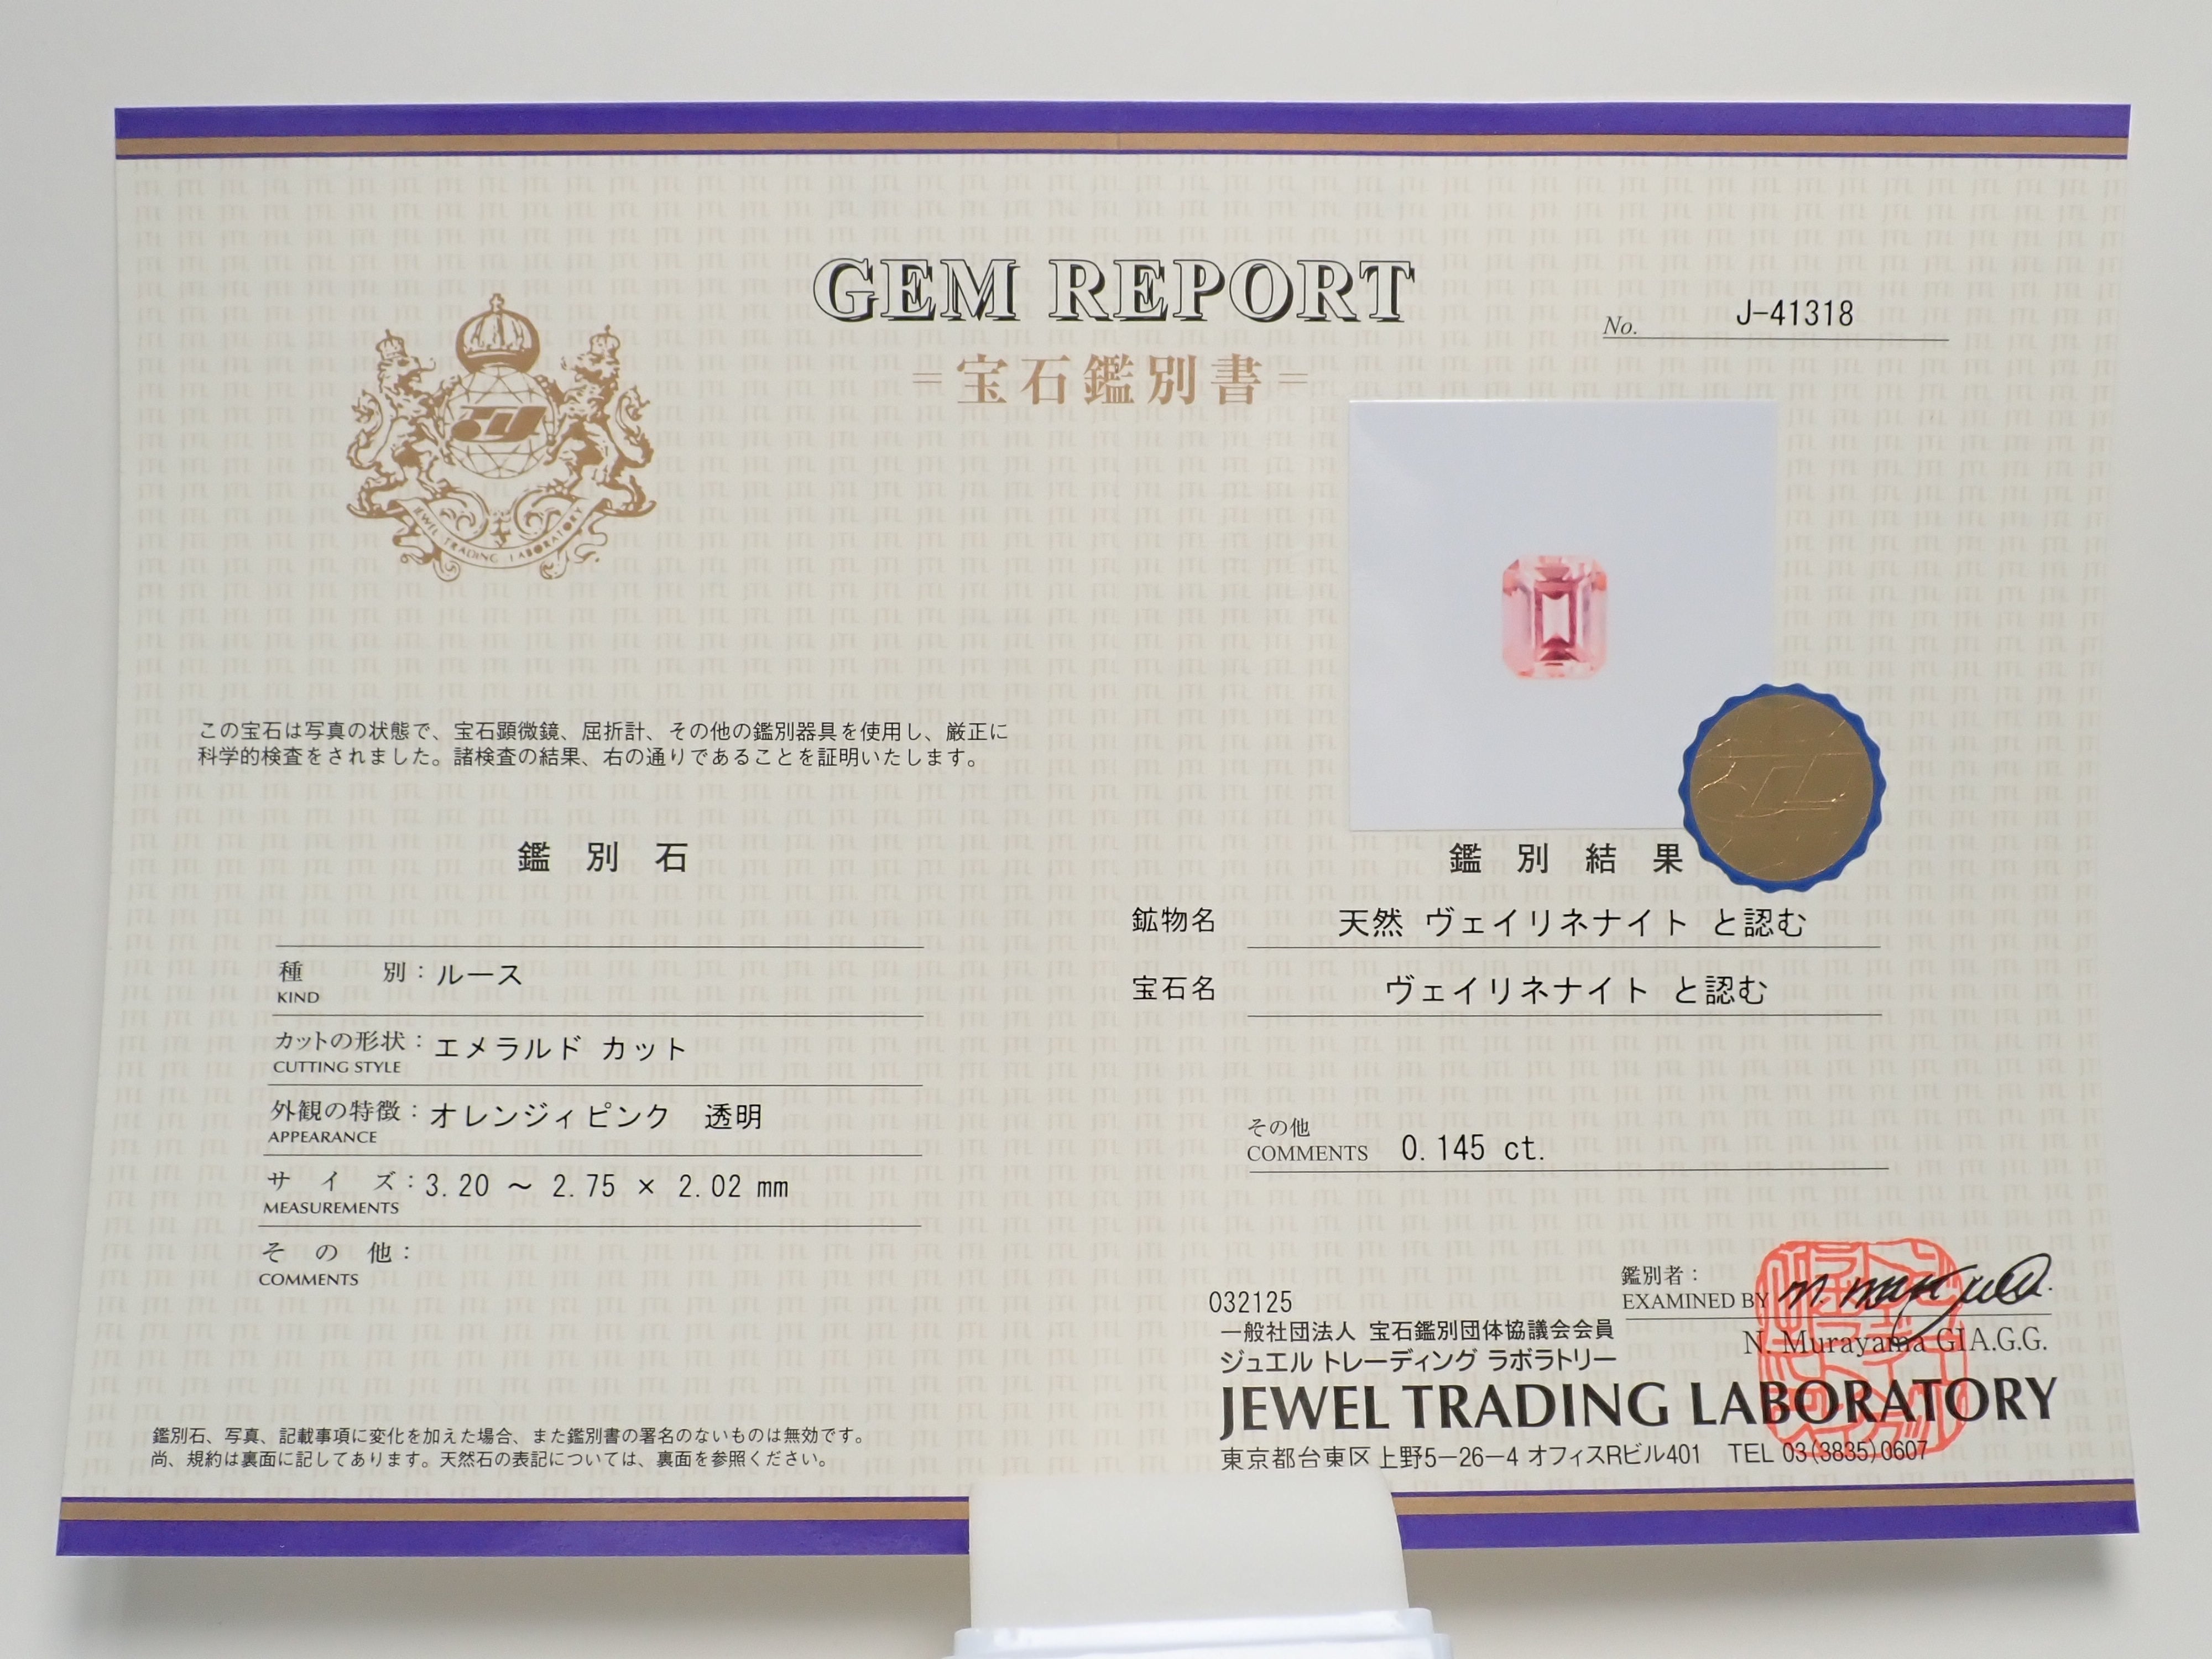 GEM REPORT
No. J-41318
=宝石鑑別書=
JEWEL TRADING LABORATORY
この宝石は写真の状態で、宝石顕微鏡、屈折計、その他の鑑別器具を使用し、厳正に
科学的検査をされました。諸検査の結果、右の通りであることを証明いたします。
鑑別石
種別:ルース
KIND
カットの形状:エメラルド カット
CUTTING STYLE
外観の特徴:オレンジィピンク 透明
APPEARANCE
サイズ:3.20 ～ 2.75 × 2.02 mm
MEASUREMENTS
その他:
COMMENTS
鑑別石、写真、記載事項に変化を加えた場合、また鑑別書の署名のないものは無効です。
尚、規約は裏面に記してあります。天然石の表記については、裏面を参照ください。
鑑別結果
鉱物名 天然 ヴェイリネナイト と認む
宝石名 ヴェイリネナイト と認む
その他
COMMENTS 0.145 ct.
鑑別者:
EXAMINED BY
N. Murayama GIA.G.G.
032125
一般社団法人 宝石鑑別団体協議会会員
ジュエル トレーディング ラボラトリー
JEWEL TRADING LABORATORY
東京都台東区上野5−26−4 オフィスRビル401 TEL 03(3835)0607